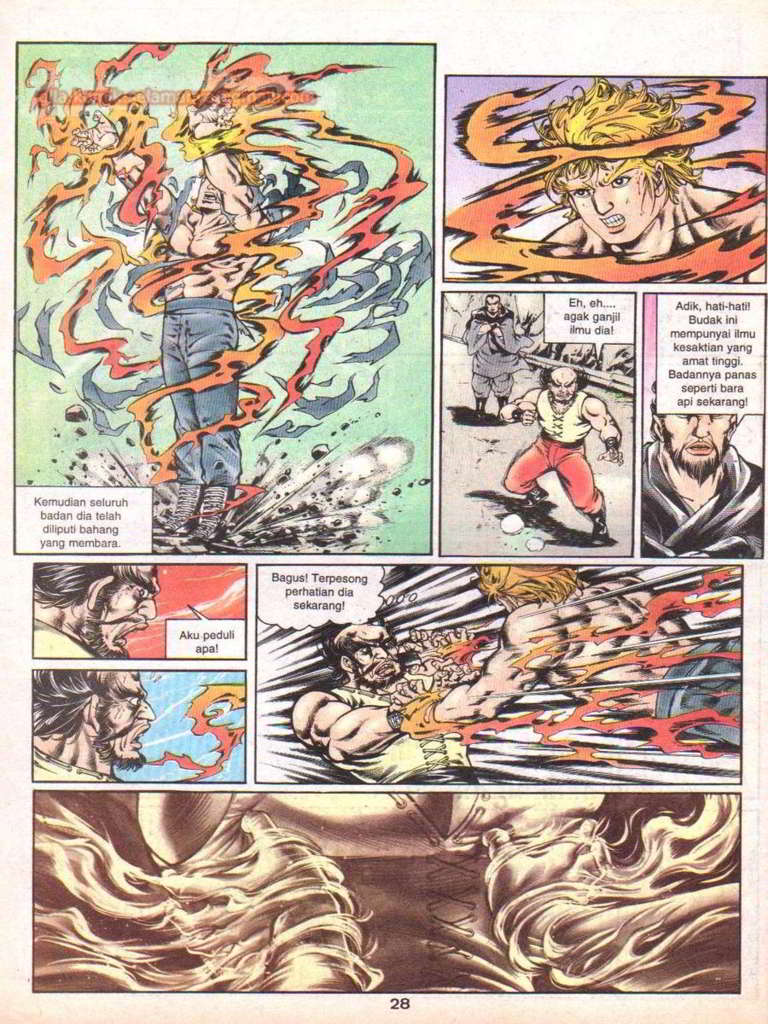 Kemudian seluruh
badan dia telah
diliputi bahang
yang membara.
Eh, eh....
agak ganjil
ilmu dia!
Adik, hati-hati!
Budak ini
mempunyai ilmu
kesaktian yang
amat tinggi.
Badannya panas
seperti bara
api sekarang!
Aku peduli
apa!
Bagus! Terpesong
perhatian dia
sekarang!
28